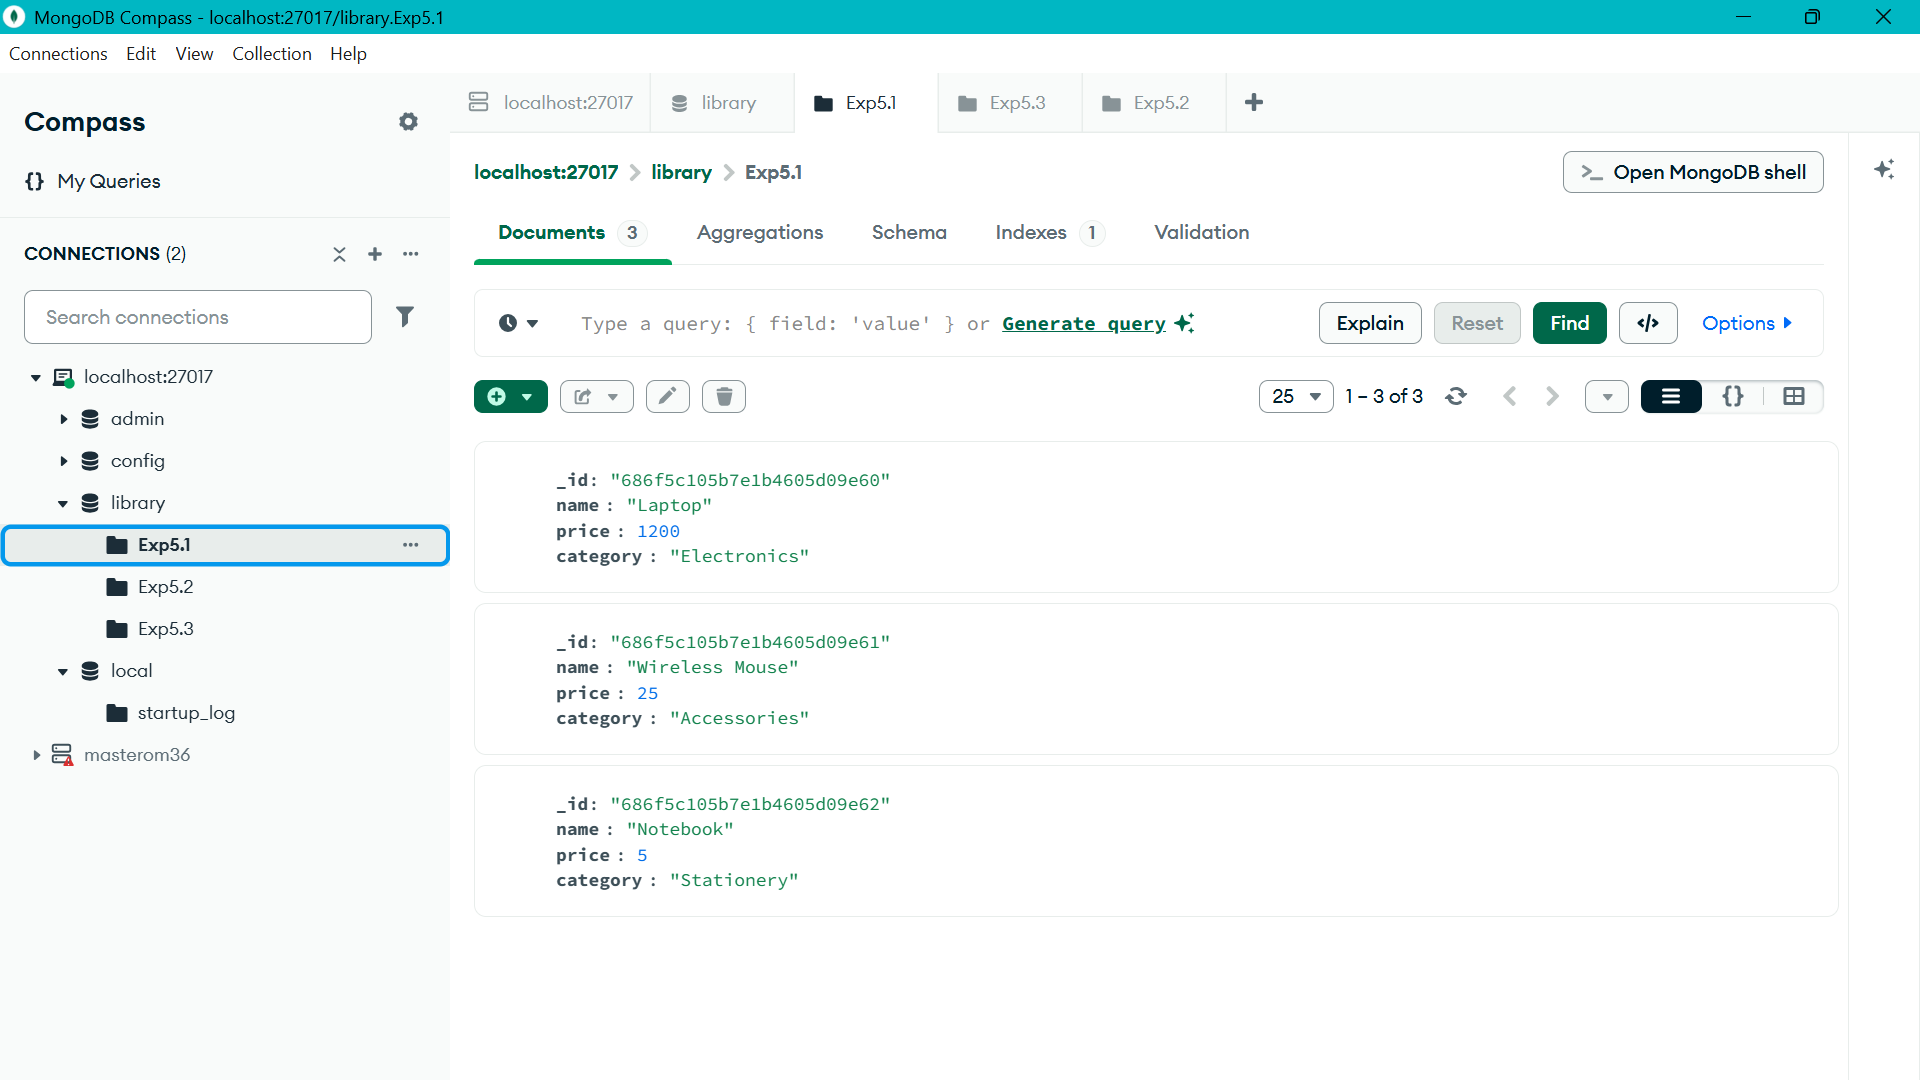 MongoDB Compass - localhost:27017/library.Exp5.1
Connections Edit View Collection Help
Compass
{} My Queries
CONNECTIONS (2)
Search connections
localhost:27017
admin
config
library
Exp5.1
Exp5.2
Exp5.3
local
startup_log
masterom36
localhost:27017 library Exp5.1 Exp5.3 Exp5.2
localhost:27017 > library > Exp5.1
>_ Open MongoDB shell
Documents 3 Aggregations Schema Indexes 1 Validation
Type a query: { field: 'value' } or Generate query
Explain Reset Find </> Options
25 1 – 3 of 3 {}
_id: "686f5c105b7e1b4605d09e60"
name : "Laptop"
price : 1200
category : "Electronics"
_id: "686f5c105b7e1b4605d09e61"
name : "Wireless Mouse"
price : 25
category : "Accessories"
_id: "686f5c105b7e1b4605d09e62"
name : "Notebook"
price : 5
category : "Stationery"